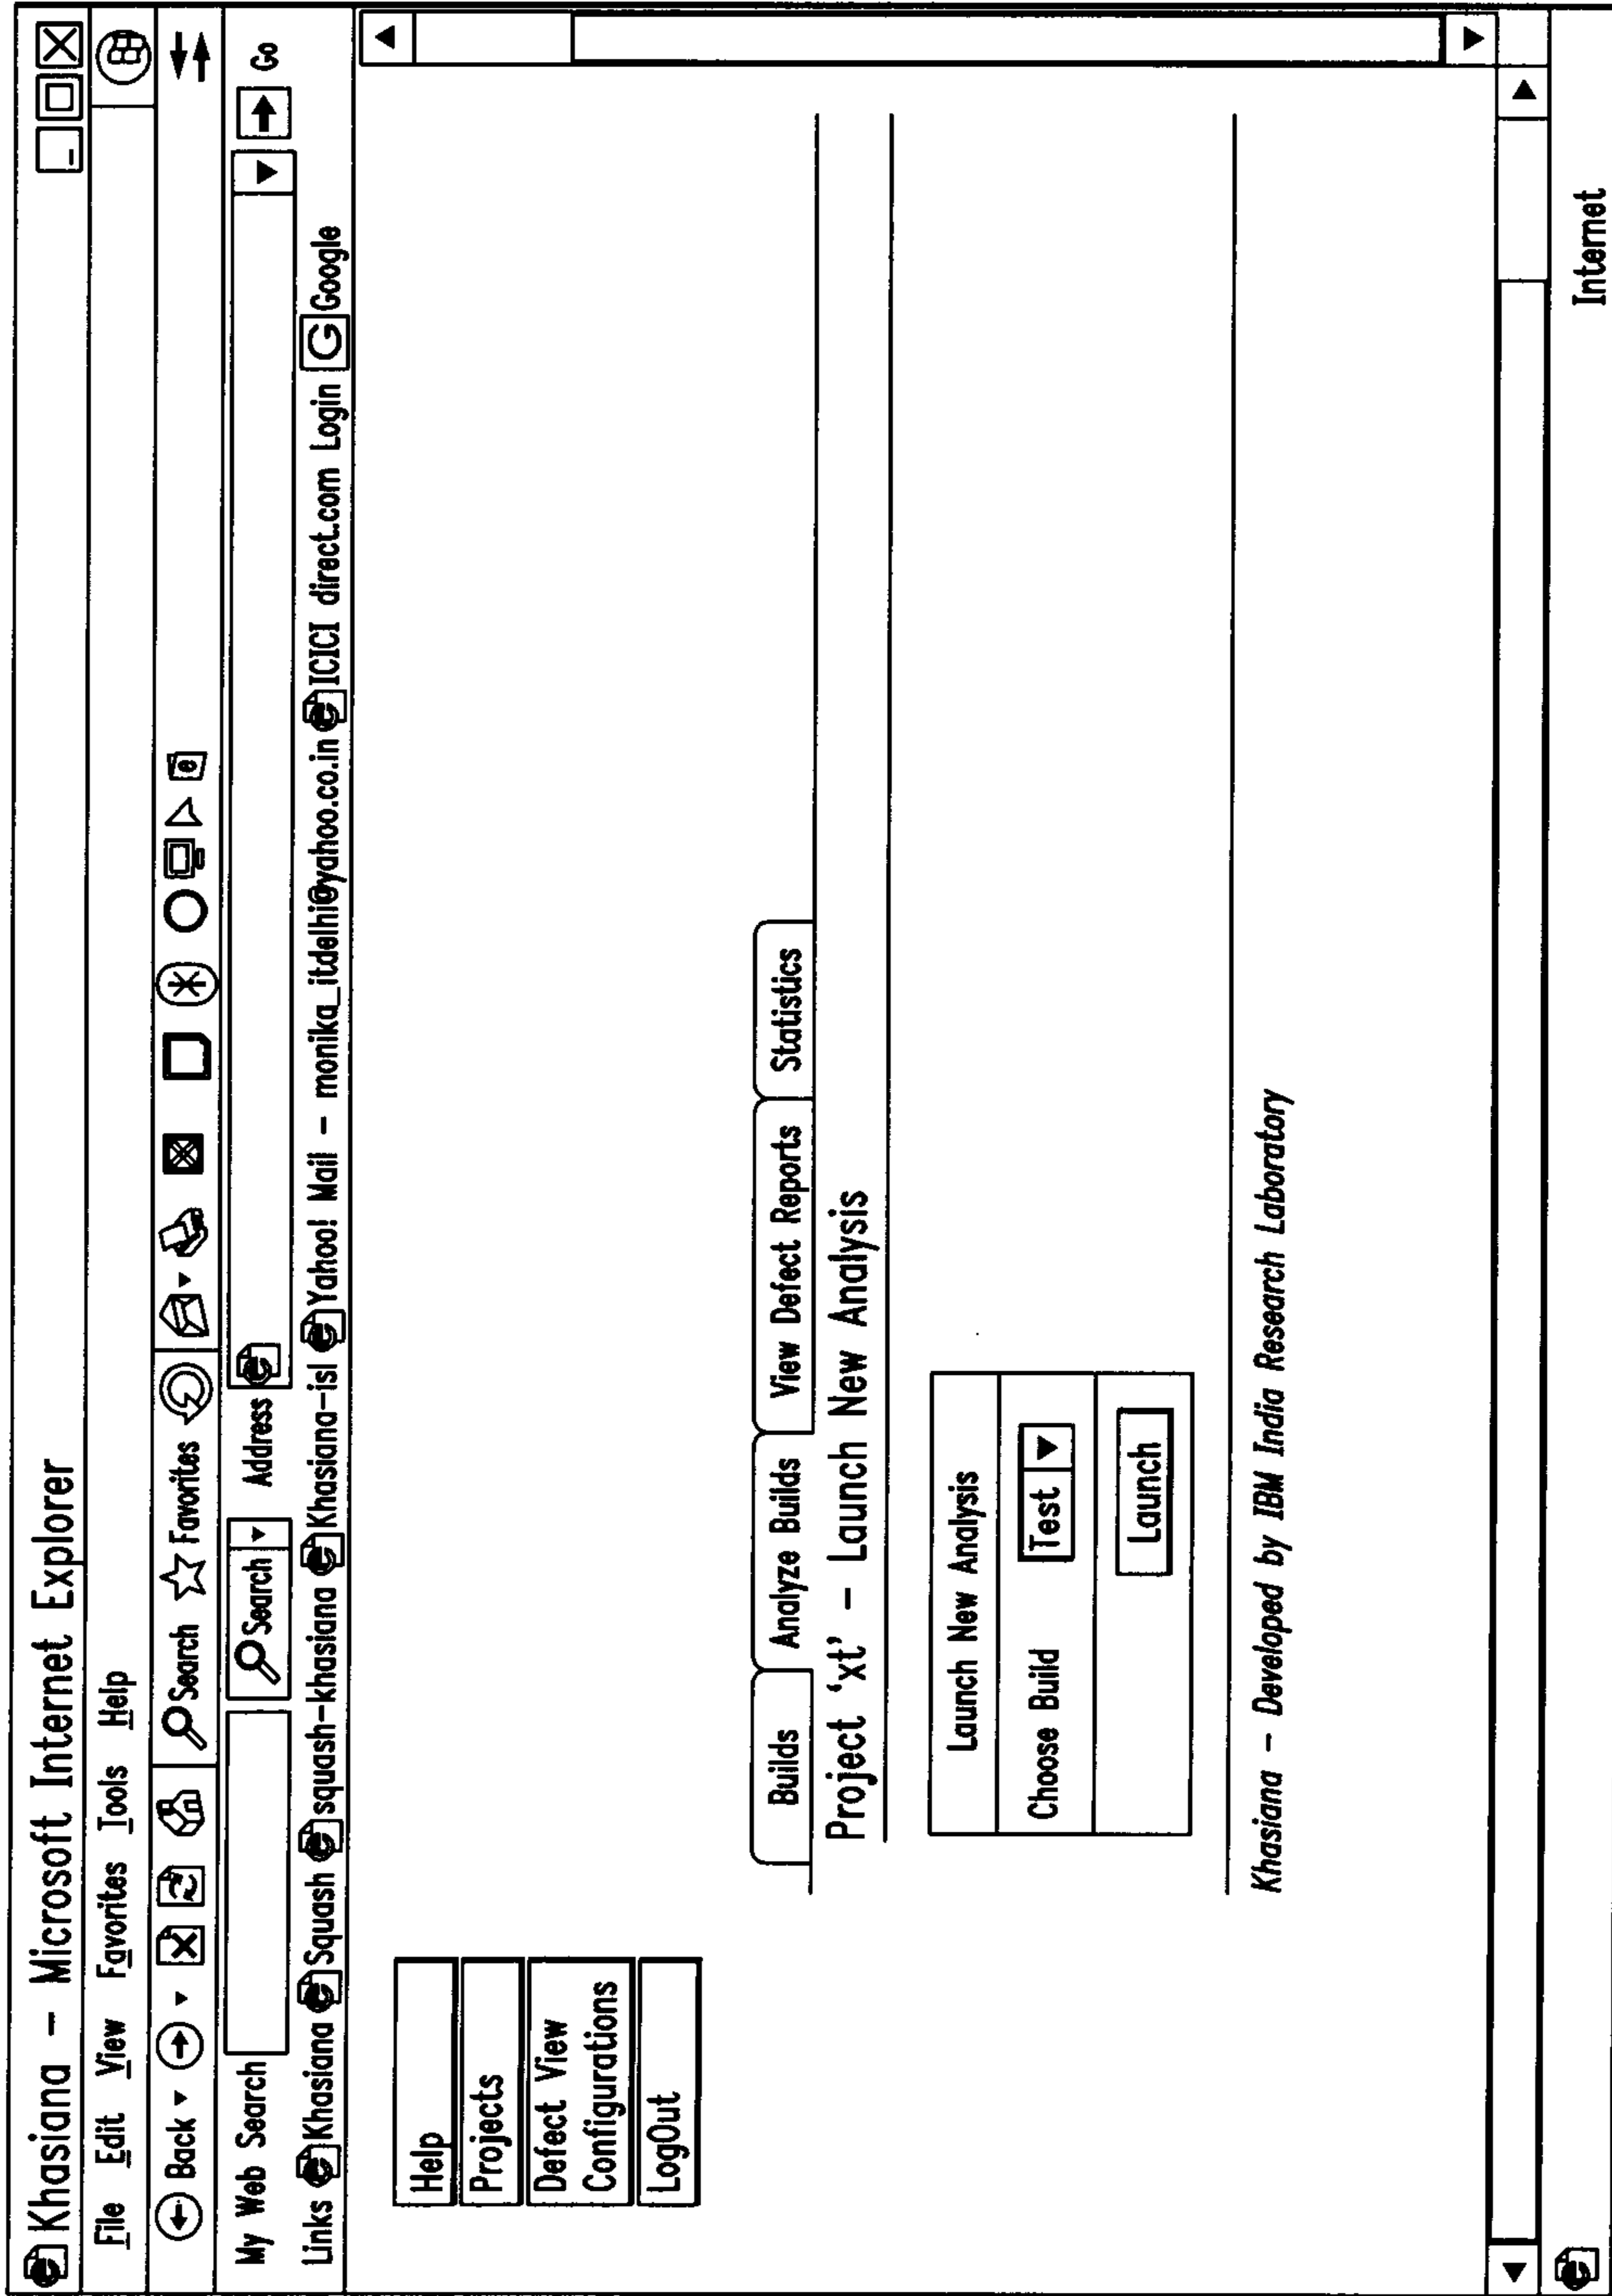 Khasiana – Microsoft Internet Explorer
File Edit View Favorites Tools Help
Back Search Favorites
My Web Search Search Address Go
Links Khasiana Squash squash-khasiana Khasiana-isl Yahoo! Mail – monika_itdelhi@yahoo.co.in ICICI direct.com Login G Google
Help
Projects
Defect View
Configurations
LogOut
Builds Analyze Builds View Defect Reports Statistics
Project ‘xt’ – Launch New Analysis
Launch New Analysis
Choose Build Test
Launch
Khasiana – Developed by IBM India Research Laboratory
Internet